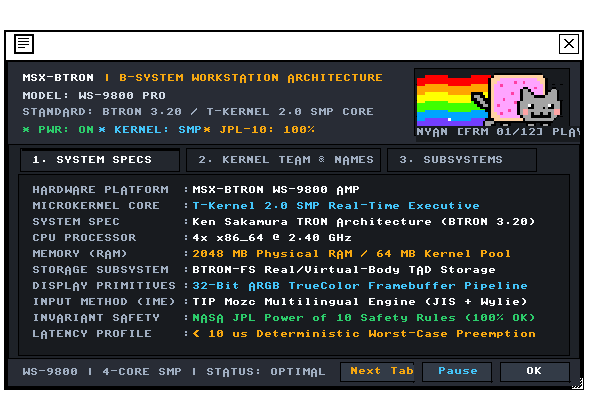 MSX-BTRON | B-SYSTEM WORKSTATION ARCHITECTURE
MODEL: WS-9800 PRO
STANDARD: BTRON 3.20 / T-KERNEL 2.0 SMP CORE
* PWR: ON * KERNEL: SMP* JPL-10: 100%
NYAN [FRM 01/12] PLAY
1. SYSTEM SPECS
2. KERNEL TEAM & NAMES
3. SUBSYSTEMS
HARDWARE PLATFORM : MSX-BTRON WS-9800 AMP
MICROKERNEL CORE : T-Kernel 2.0 SMP Real-Time Executive
SYSTEM SPEC : Ken Sakamura TRON Architecture (BTRON 3.20)
CPU PROCESSOR : 4x x86_64 @ 2.40 GHz
MEMORY (RAM) : 2048 MB Physical RAM / 64 MB Kernel Pool
STORAGE SUBSYSTEM : BTRON-FS Real/Virtual-Body TAD Storage
DISPLAY PRIMITIVES : 32-Bit ARGB TrueColor Framebuffer Pipeline
INPUT METHOD (IME) : TIP Mozc Multilingual Engine (JIS + Wylie)
INVARIANT SAFETY : NASA JPL Power of 10 Safety Rules (100% OK)
LATENCY PROFILE : < 10 us Deterministic Worst-Case Preemption
WS-9800 | 4-CORE SMP | STATUS: OPTIMAL
Next Tab
Pause
OK